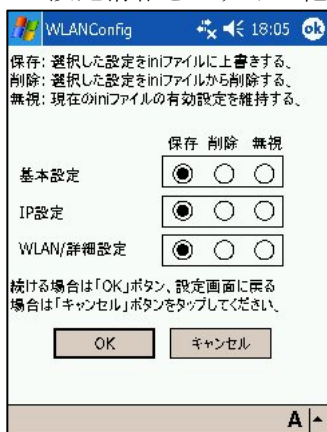 WLANConfig 18:05 ok
保存: 選択した設定をiniファイルに上書きする。
削除: 選択した設定をiniファイルから削除する。
無視: 現在のiniファイルの有効設定を維持する。
保存 削除 無視
基本設定
IP設定
WLAN/詳細設定
続ける場合は「OK」ボタン、設定画面に戻る
場合は「キャンセル」ボタンをタップしてください。
OK キャンセル
A